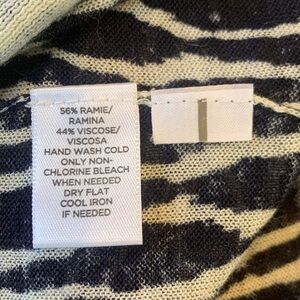 56% RAMIE/
RAMINA
44% VISCOSE/
VISCOSA
HAND WASH COLD
ONLY NON-
CHLORINE BLEACH
WHEN NEEDED
DRY FLAT
COOL IRON
IF NEEDED